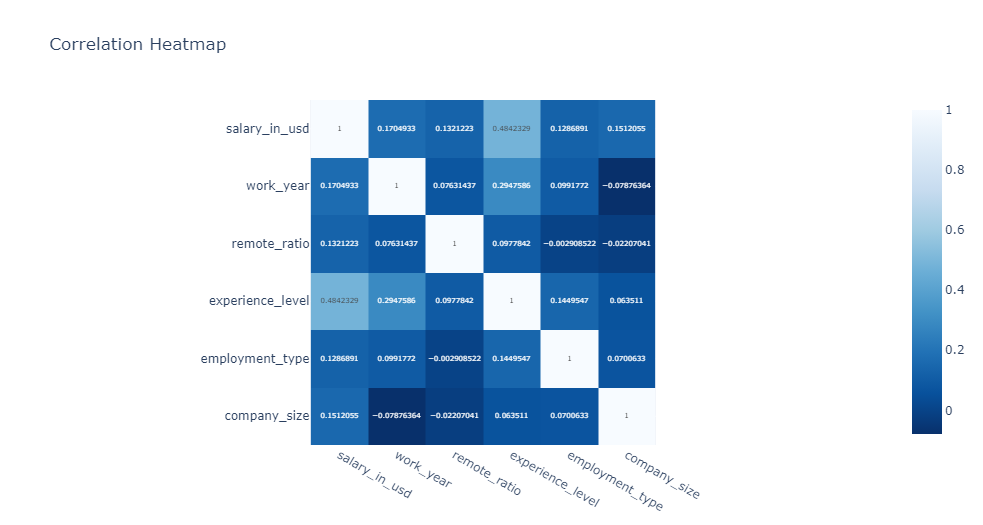 Correlation Heatmap
salary_in_usd 1 0.1704933 0.1321223 0.4842329 0.1286891 0.1512055
work_year 0.1704933 1 0.07631437 0.2947586 0.0991772 −0.07876364
remote_ratio 0.1321223 0.07631437 1 0.0977842 −0.002908522 −0.02207041
experience_level 0.4842329 0.2947586 0.0977842 1 0.1449547 0.063511
employment_type 0.1286891 0.0991772 −0.002908522 0.1449547 1 0.0700633
company_size 0.1512055 −0.07876364 −0.02207041 0.063511 0.0700633 1
salary_in_usd work_year remote_ratio experience_level employment_type company_size
1
0.8
0.6
0.4
0.2
0